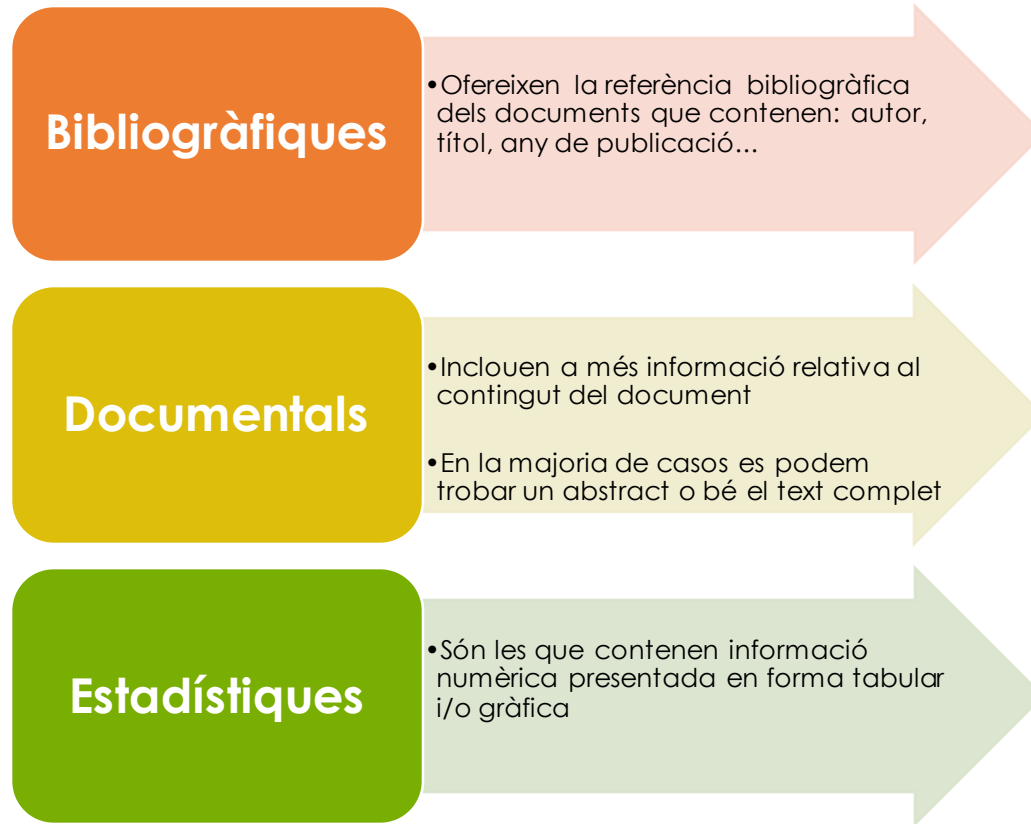 Bibliogràfiques
•Ofereixen la referència bibliogràfica
dels documents que contenen: autor,
títol, any de publicació...
Documentals
•Inclouen a més informació relativa al
contingut del document
•En la majoria de casos es podem
trobar un abstract o bé el text complet
Estadístiques
•Són les que contenen informació
numèrica presentada en forma tabular
i/o gràfica